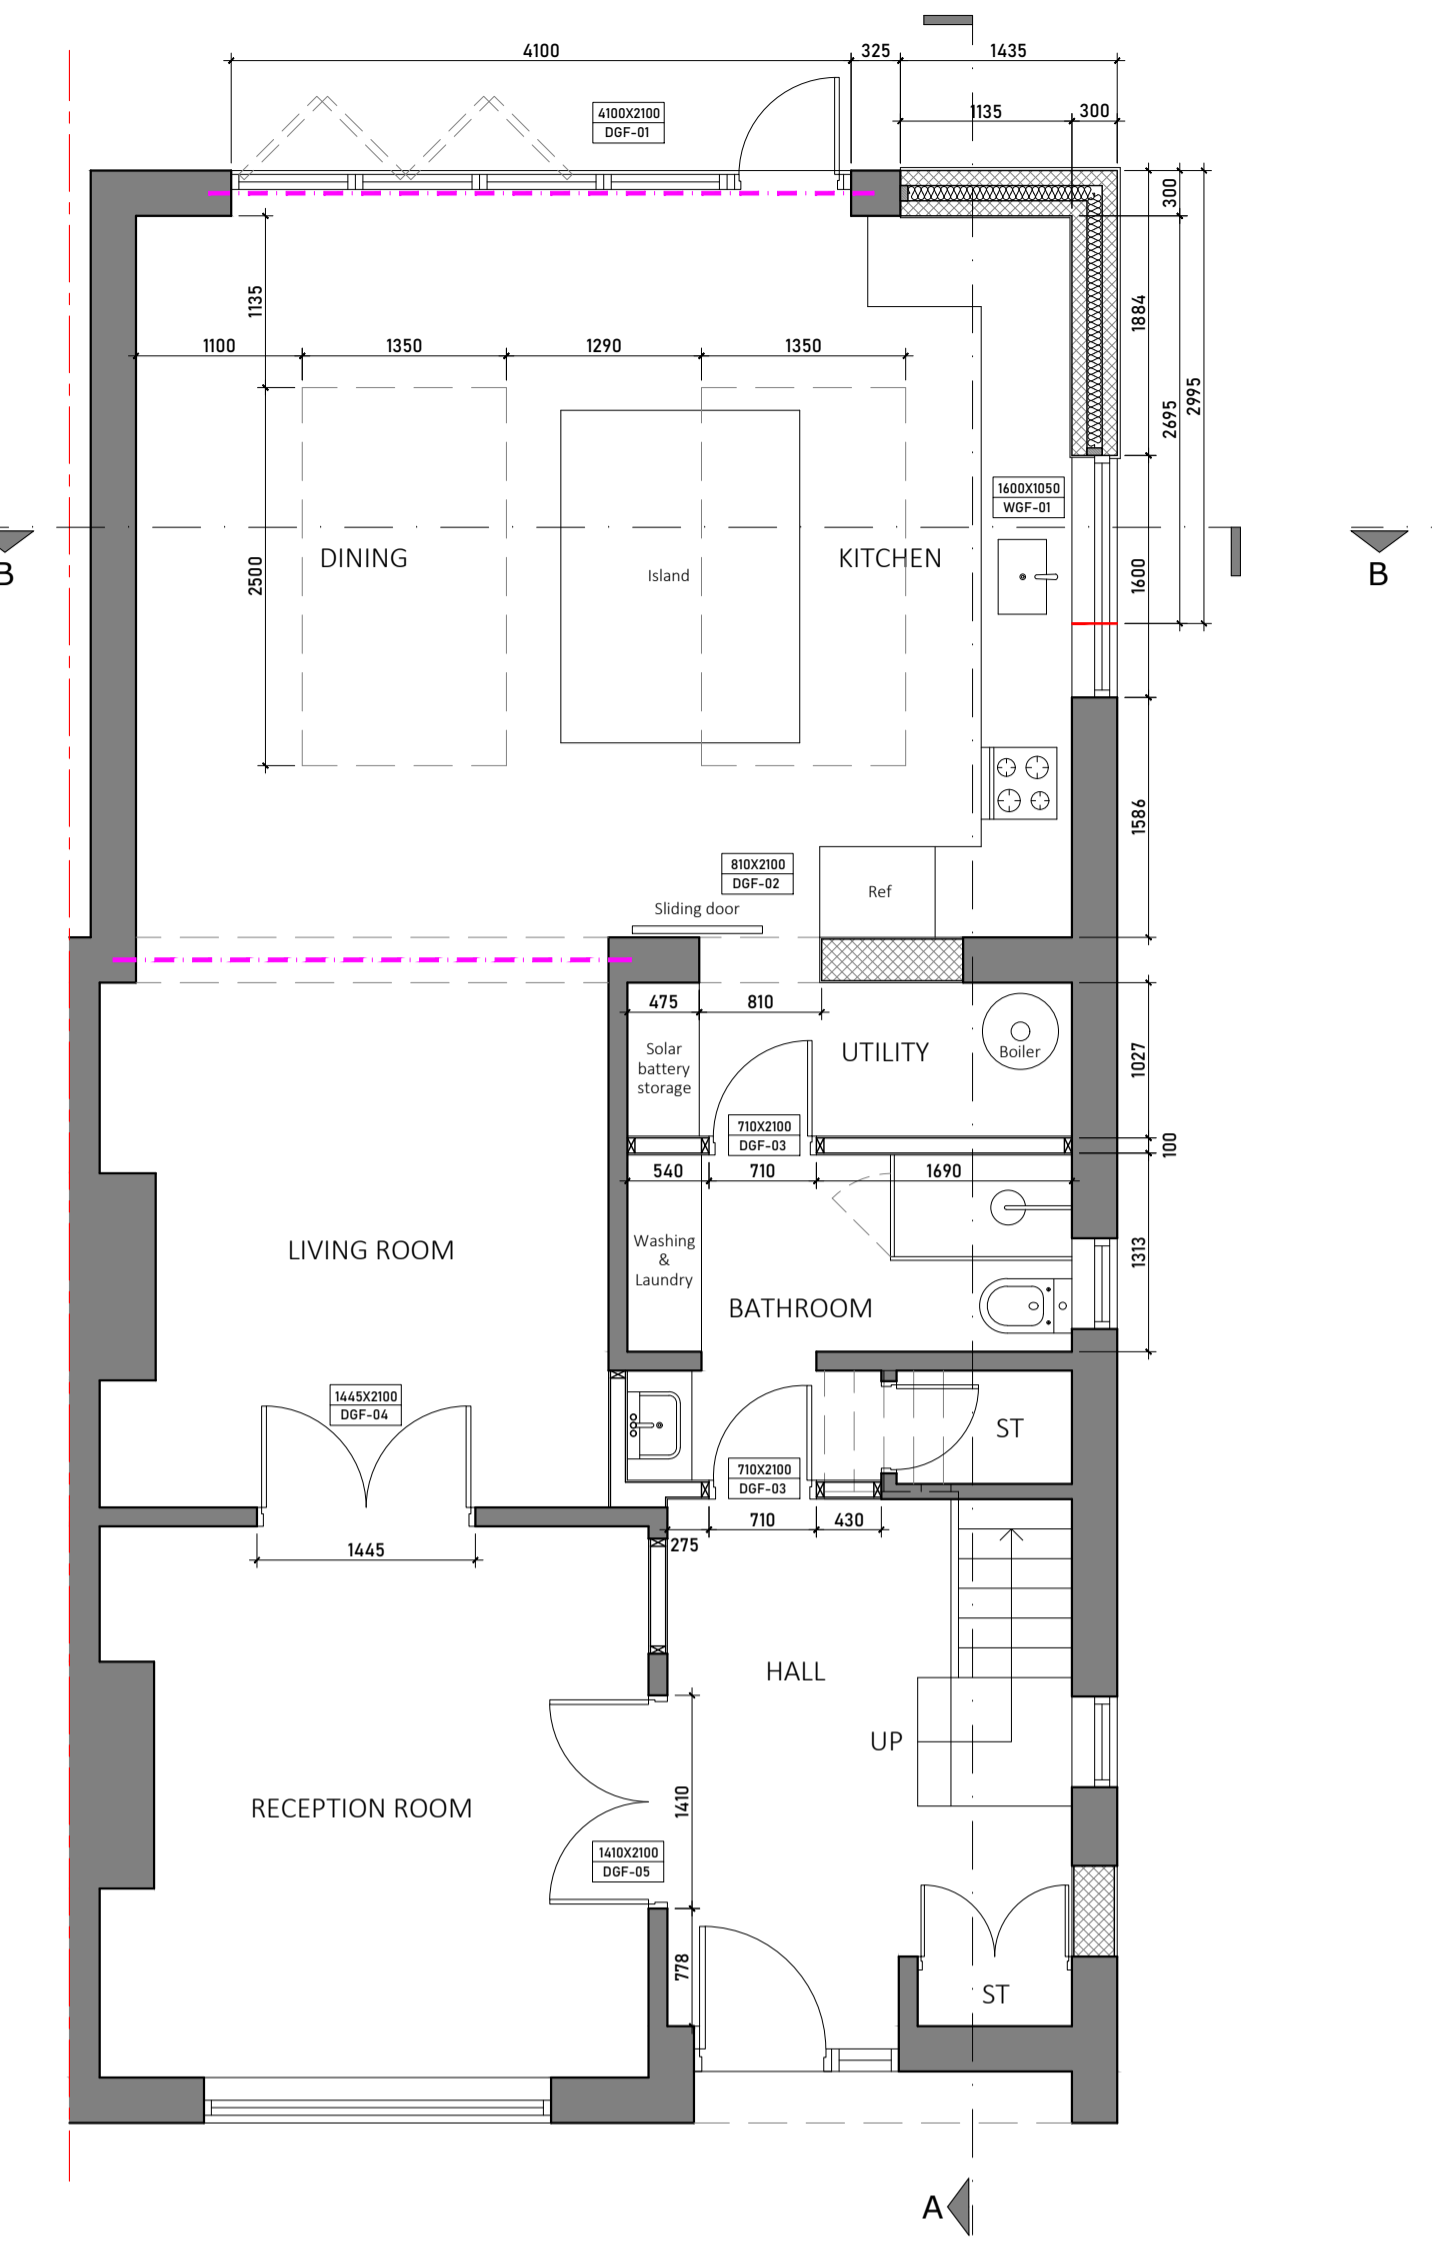 4100
325
1435
1135
300
4100X2100
DGF-01
300
1135
1884
1100
1350
1290
1350
2695
2995
1600X1050
WGF-01
DINING
KITCHEN
Island
2500
1600
B
B
1586
810X2100
DGF-02
Ref
Sliding door
475
810
Solar
battery
storage
UTILITY
Boiler
1027
710X2100
DGF-03
100
540
710
1690
Washing
&
Laundry
1313
LIVING ROOM
BATHROOM
1445X2100
DGF-04
ST
710X2100
DGF-03
275
710
430
1445
HALL
UP
RECEPTION ROOM
1410
1410X2100
DGF-05
778
ST
A